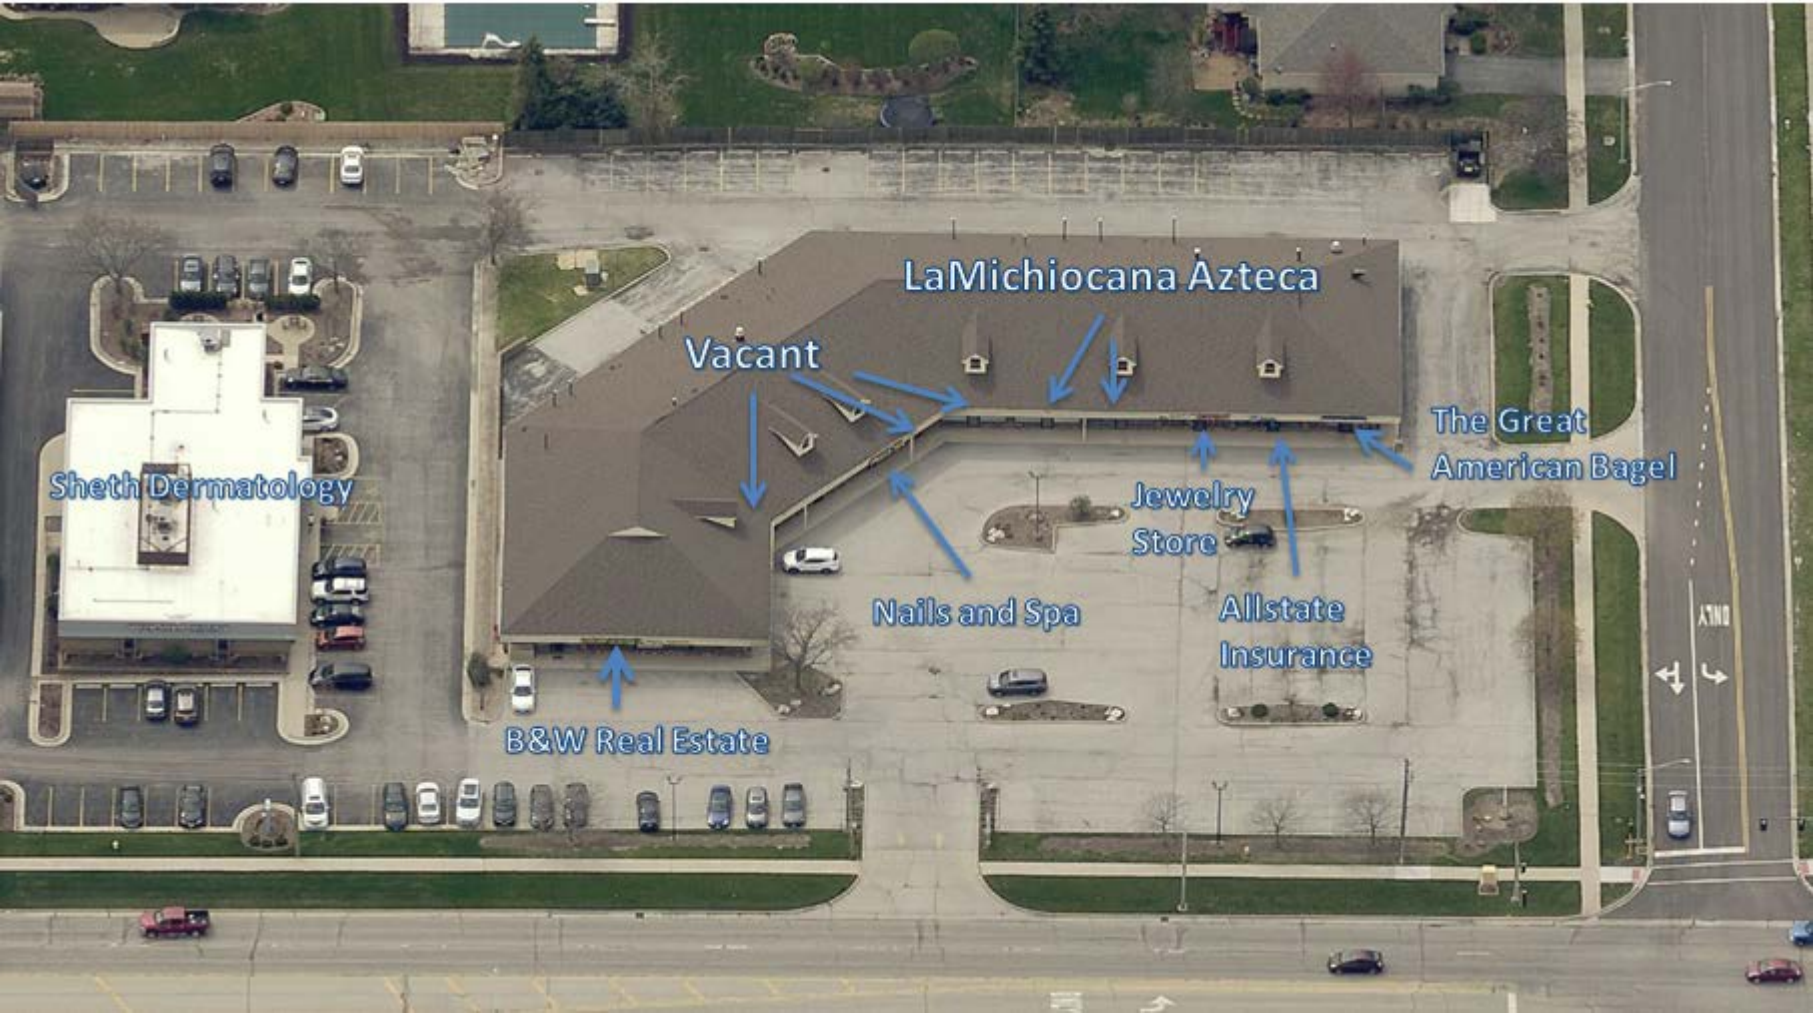 LaMichiocana Azteca
Vacant
The Great
American Bagel
Sheth Dermatology
Jewelry
Store
Nails and Spa
Allstate
Insurance
B&W Real Estate
ONLY